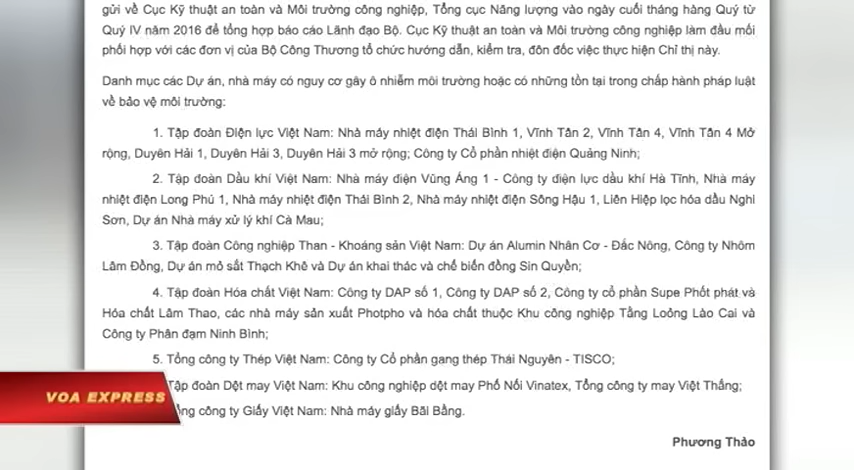 gửi về Cục Kỹ thuật an toàn và Môi trường công nghiệp, Tổng cục Năng lượng vào ngày cuối tháng hàng Quý từ
Quý IV năm 2016 để tổng hợp báo cáo Lãnh đạo Bộ. Cục Kỹ thuật an toàn và Môi trường công nghiệp làm đầu mối
phối hợp với các đơn vị của Bộ Công Thương tổ chức hướng dẫn, kiểm tra, đôn đốc việc thực hiện Chỉ thị này.
Danh mục các Dự án, nhà máy có nguy cơ gây ô nhiễm môi trường hoặc có những tồn tại trong chấp hành pháp luật
về bảo vệ môi trường:
1. Tập đoàn Điện lực Việt Nam: Nhà máy nhiệt điện Thái Bình 1, Vĩnh Tân 2, Vĩnh Tân 4, Vĩnh Tân 4 Mở
rộng, Duyên Hải 1, Duyên Hải 3, Duyên Hải 3 mở rộng; Công ty Cổ phần nhiệt điện Quảng Ninh;
2. Tập đoàn Dầu khí Việt Nam: Nhà máy điện Vũng Áng 1 - Công ty điện lực dầu khí Hà Tĩnh, Nhà máy
nhiệt điện Long Phú 1, Nhà máy nhiệt điện Thái Bình 2, Nhà máy nhiệt điện Sông Hậu 1, Liên Hiệp lọc hóa dầu Nghi
Sơn, Dự án Nhà máy xử lý khí Cà Mau;
3. Tập đoàn Công nghiệp Than - Khoáng sản Việt Nam: Dự án Alumin Nhân Cơ - Đắc Nông, Công ty Nhôm
Lâm Đồng, Dự án mỏ sắt Thạch Khê và Dự án khai thác và chế biến đồng Sin Quyền;
4. Tập đoàn Hóa chất Việt Nam: Công ty DAP số 1, Công ty DAP số 2, Công ty cổ phần Supe Phốt phát và
Hóa chất Lâm Thao, các nhà máy sản xuất Photpho và hóa chất thuộc Khu công nghiệp Tằng Loỏng Lào Cai và
Công ty Phân đạm Ninh Bình;
5. Tổng công ty Thép Việt Nam: Công ty Cổ phần gang thép Thái Nguyên - TISCO;
Tập đoàn Dệt may Việt Nam: Khu công nghiệp dệt may Phố Nối Vinatex, Tổng công ty may Việt Thắng;
ng công ty Giấy Việt Nam: Nhà máy giấy Bãi Bằng.
VOA EXPRESS
Phương Thảo